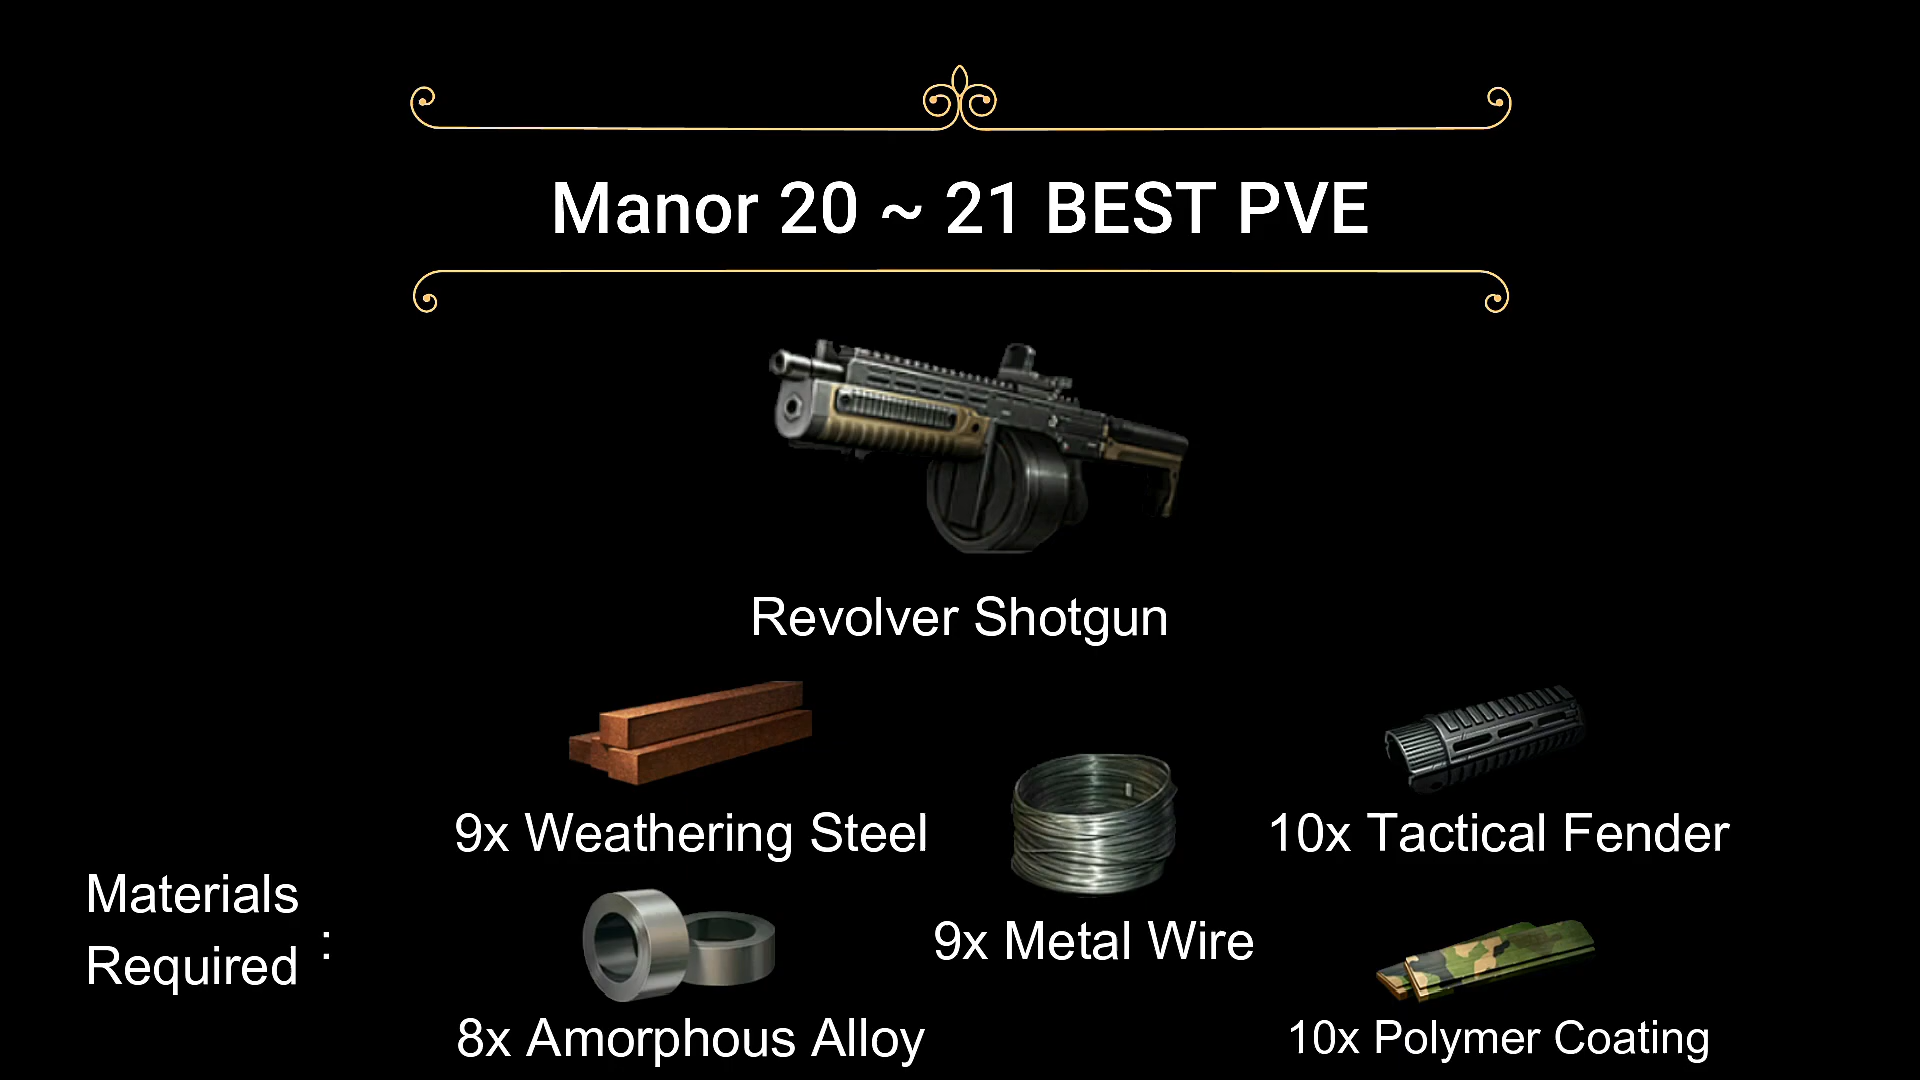 Manor 20 ~ 21 BEST PVE
Revolver Shotgun
Materials
Required :
9x Weathering Steel
9x Metal Wire
10x Tactical Fender
8x Amorphous Alloy
10x Polymer Coating